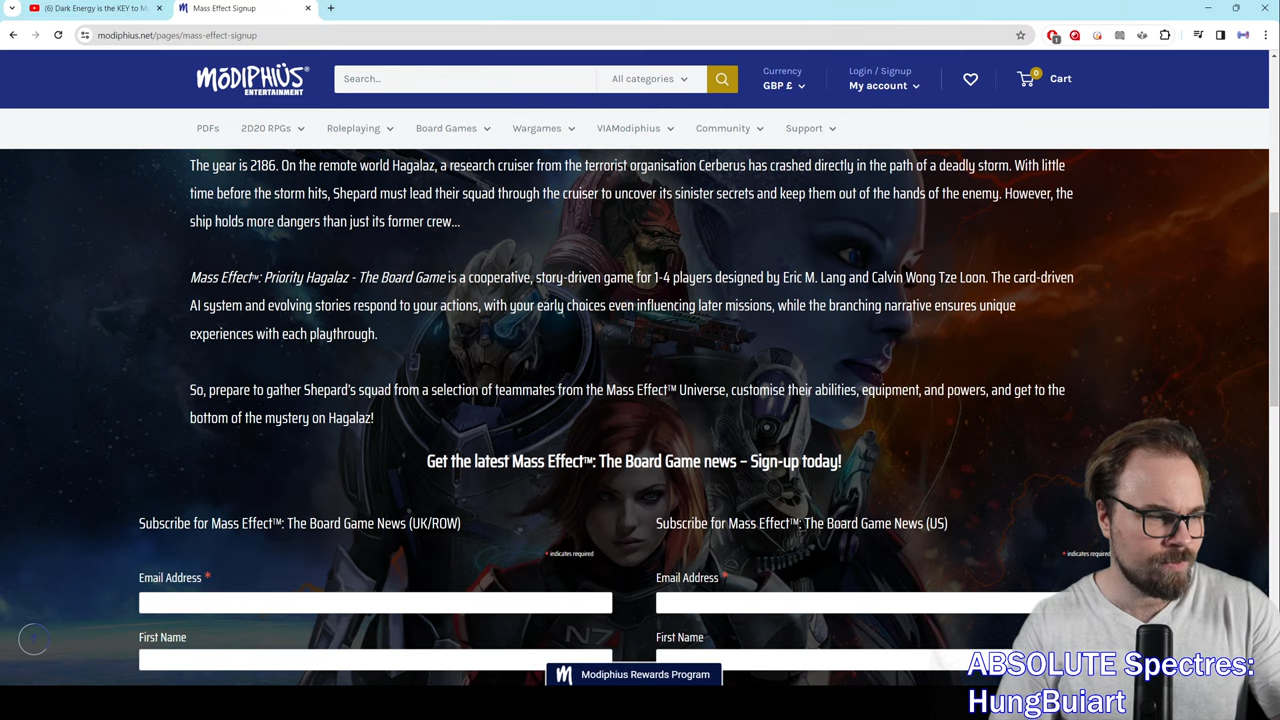 (6) Dark Energy is the KEY to M
Mass Effect Signup
modiphius.net/pages/mass-effect-signup
1
MÖDIPHIÜS®
ENTERTAINMENT
Search...
All categories
Currency
GBP £
Login / Signup
My account
0
Cart
PDFs
2D20 RPGs
Roleplaying
Board Games
Wargames
VIAModiphius
Community
Support
The year is 2186. On the remote world Hagalaz, a research cruiser from the terrorist organisation Cerberus has crashed directly in the path of a deadly storm. With little
time before the storm hits, Shepard must lead their squad through the cruiser to uncover its sinister secrets and keep them out of the hands of the enemy. However, the
ship holds more dangers than just its former crew...
Mass Effect™: Priority Hagalaz - The Board Game is a cooperative, story-driven game for 1-4 players designed by Eric M. Lang and Calvin Wong Tze Loon. The card-driven
AI system and evolving stories respond to your actions, with your early choices even influencing later missions, while the branching narrative ensures unique
experiences with each playthrough.
So, prepare to gather Shepard's squad from a selection of teammates from the Mass Effect™ Universe, customise their abilities, equipment, and powers, and get to the
bottom of the mystery on Hagalaz!
Get the latest Mass Effect™: The Board Game news – Sign-up today!
Subscribe for Mass Effect™: The Board Game News (UK/ROW)
Subscribe for Mass Effect™: The Board Game News (US)
* indicates required
* indicates required
Email Address *
Email Address *
First Name
First Name
N7
Modiphius Rewards Program
ABSOLUTE Spectres:
HungBuiart